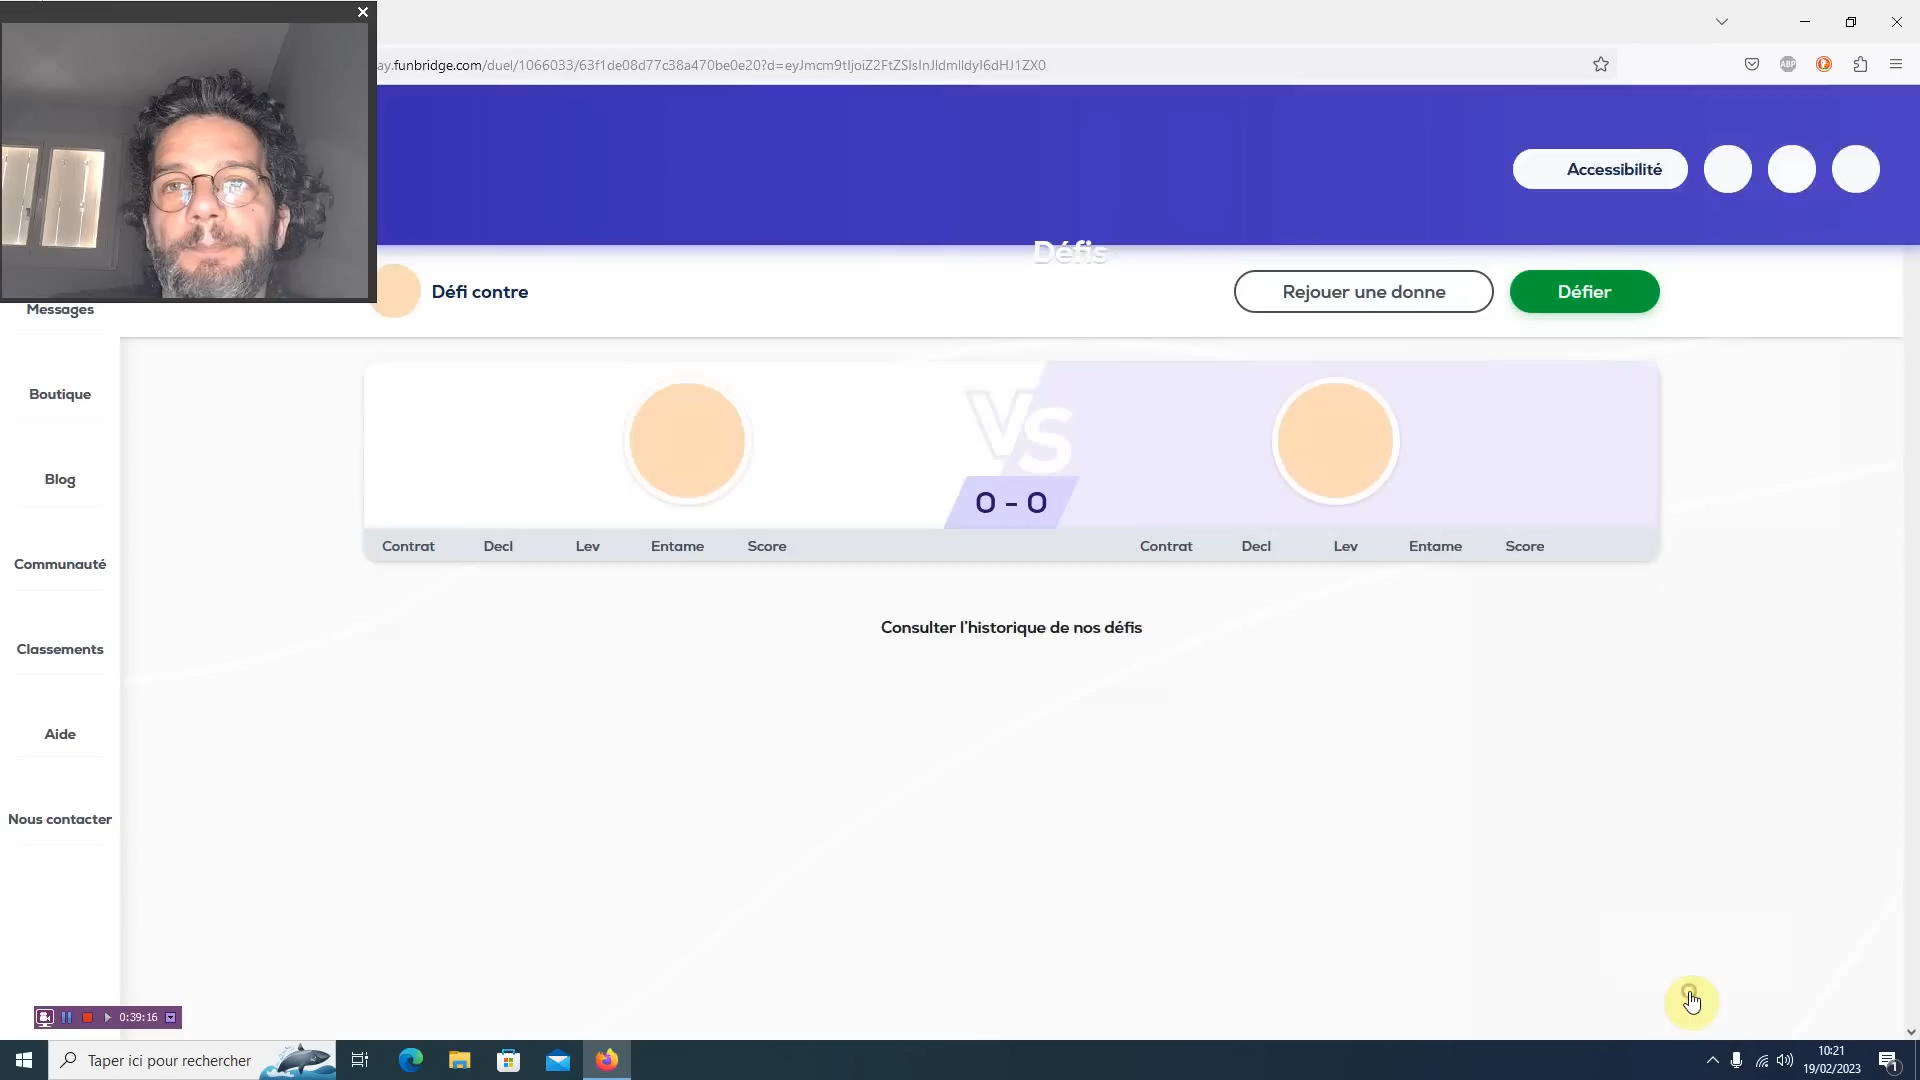 ay.funbridge.com/duel/1066033/63f1de08d77c38a470be0e20?d=eyJmcm9tIjoiZ2FtZSIsInJldmlldyI6dHJ1ZX0
ABP
Accessibilité
Défis
Défi contre
Rejouer une donne
Défier
Messages
Boutique
Blog
Communauté
Classements
Aide
Nous contacter
VS
0 - 0
Contrat Decl Lev Entame Score
Contrat Decl Lev Entame Score
Consulter l'historique de nos défis
0:39:16
Taper ici pour rechercher
10:21
19/02/2023
1